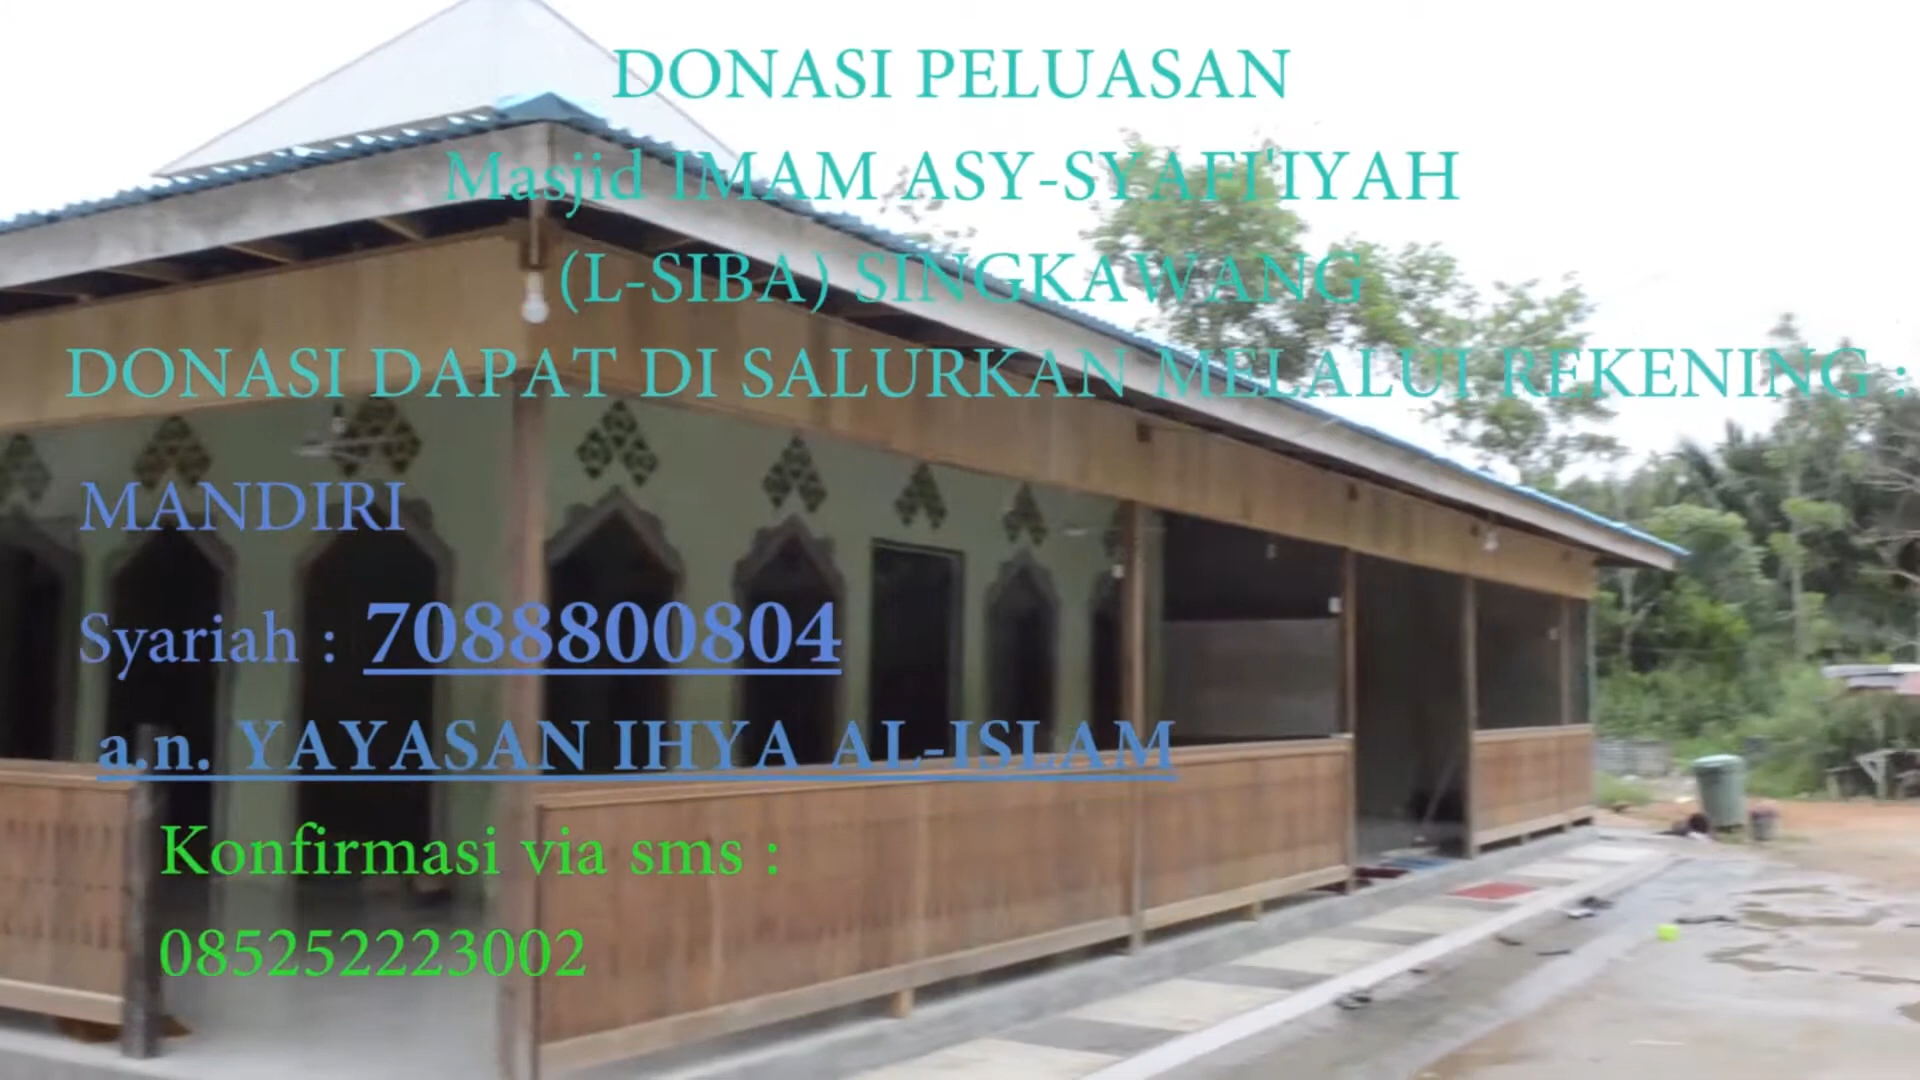 DONASI PELUASAN
Masjid IMAM ASY-SYAFI'IYAH
(L-SIBA) SINGKAWANG
DONASI DAPAT DI SALURKAN MELALUI REKENING :
MANDIRI
Syariah : 7088800804
a.n. YAYASAN IHYA AL-ISLAM
Konfirmasi via sms :
085252223002